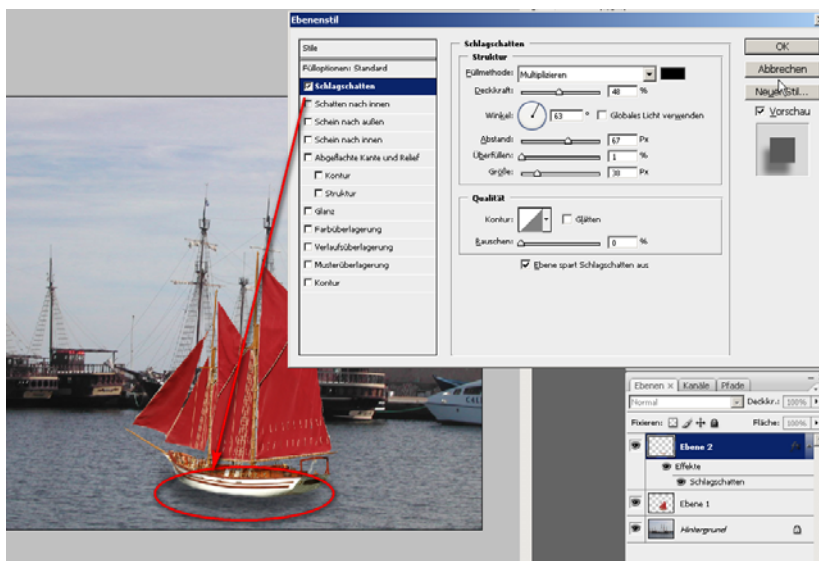 Ebenenstil
Stile
Fülloptionen: Standard
Schlagschatten
Schatten nach innen
Schein nach außen
Schein nach innen
Abgeflachte Kante und Relief
Kontur
Struktur
Glanz
Farbüberlagerung
Verlaufsüberlagerung
Musterüberlagerung
Kontur
Schlagschatten
Struktur
Füllmethode: Multiplizieren
Deckkraft: 48 %
Winkel: 63 ° Globales Licht verwenden
Abstand: 67 Px
Überfüllen: 1 %
Größe: 30 Px
Qualität
Kontur: Glätten
Rauschen: 0 %
Ebene spart Schlagschatten aus
OK
Abbrechen
Neuer Stil...
Vorschau
Ebenen x Kanäle Pfade
Normal Deckkr.: 100%
Fixieren: Fläche: 100%
Ebene 2
Effekte
Schlagschatten
Ebene 1
Hintergrund